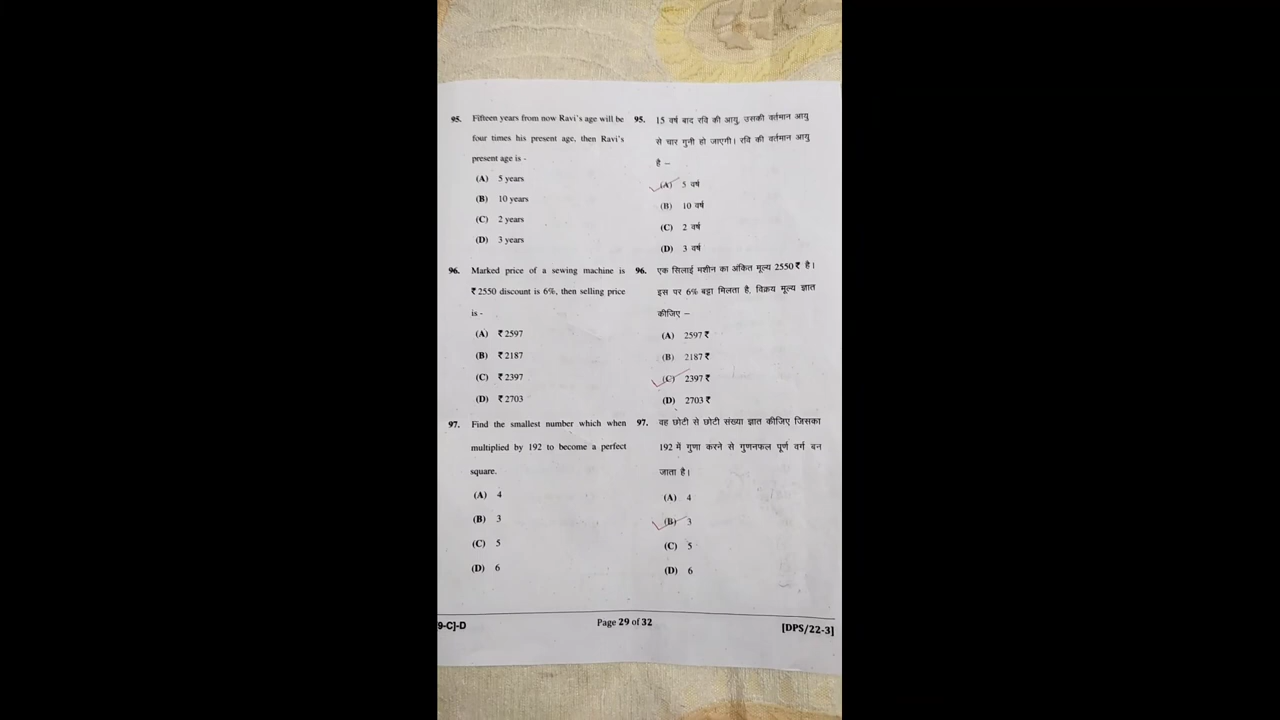 95. Fifteen years from now Ravi's age will be
four times his present age, then Ravi's
present age is -
(A) 5 years
(B) 10 years
(C) 2 years
(D) 3 years
96. Marked price of a sewing machine is
₹ 2550 discount is 6%, then selling price
is -
(A) ₹ 2597
(B) ₹ 2187
(C) ₹ 2397
(D) ₹ 2703
97. Find the smallest number which when
multiplied by 192 to become a perfect
square.
(A) 4
(B) 3
(C) 5
(D) 6
95. 15 वर्ष बाद रवि की आयु, उसकी वर्तमान आयु
से चार गुनी हो जाएगी। रवि की वर्तमान आयु
है –
(A) 5 वर्ष
(B) 10 वर्ष
(C) 2 वर्ष
(D) 3 वर्ष
96. एक सिलाई मशीन का अंकित मूल्य 2550 ₹ है।
इस पर 6% बट्टा मिलता है, विक्रय मूल्य ज्ञात
कीजिए –
(A) 2597 ₹
(B) 2187 ₹
(C) 2397 ₹
(D) 2703 ₹
97. वह छोटी से छोटी संख्या ज्ञात कीजिए जिसका
192 में गुणा करने से गुणनफल पूर्ण वर्ग बन
जाता है।
(A) 4
(B) 3
(C) 5
(D) 6
9-C]-D
Page 29 of 32
[DPS/22-3]